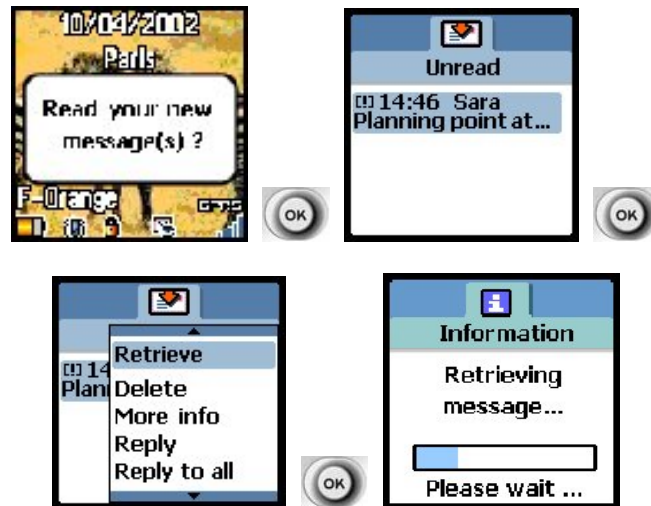 10/04/2002
Paris
Read your new
message(s) ?
F-Orange
GPRS
OK
Unread
[!] 14:46 Sara
Planning point at...
OK
[!] 14
Plan
Retrieve
Delete
More info
Reply
Reply to all
OK
Information
Retrieving
message...
Please wait ...